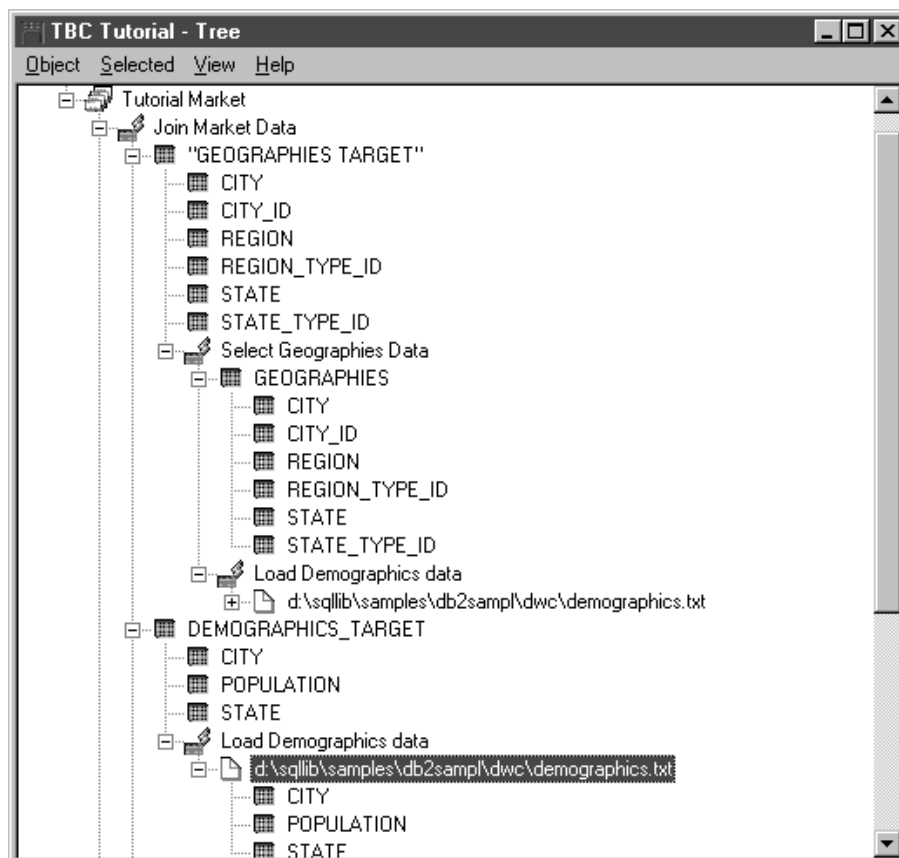 TBC Tutorial - Tree
Object Selected View Help
Tutorial Market
Join Market Data
"GEOGRAPHIES TARGET"
CITY
CITY_ID
REGION
REGION_TYPE_ID
STATE
STATE_TYPE_ID
Select Geographies Data
GEOGRAPHIES
CITY
CITY_ID
REGION
REGION_TYPE_ID
STATE
STATE_TYPE_ID
Load Demographics data
d:\sqllib\samples\db2sampl\dwc\demographics.txt
DEMOGRAPHICS_TARGET
CITY
POPULATION
STATE
Load Demographics data
d:\sqllib\samples\db2sampl\dwc\demographics.txt
CITY
POPULATION
STATE